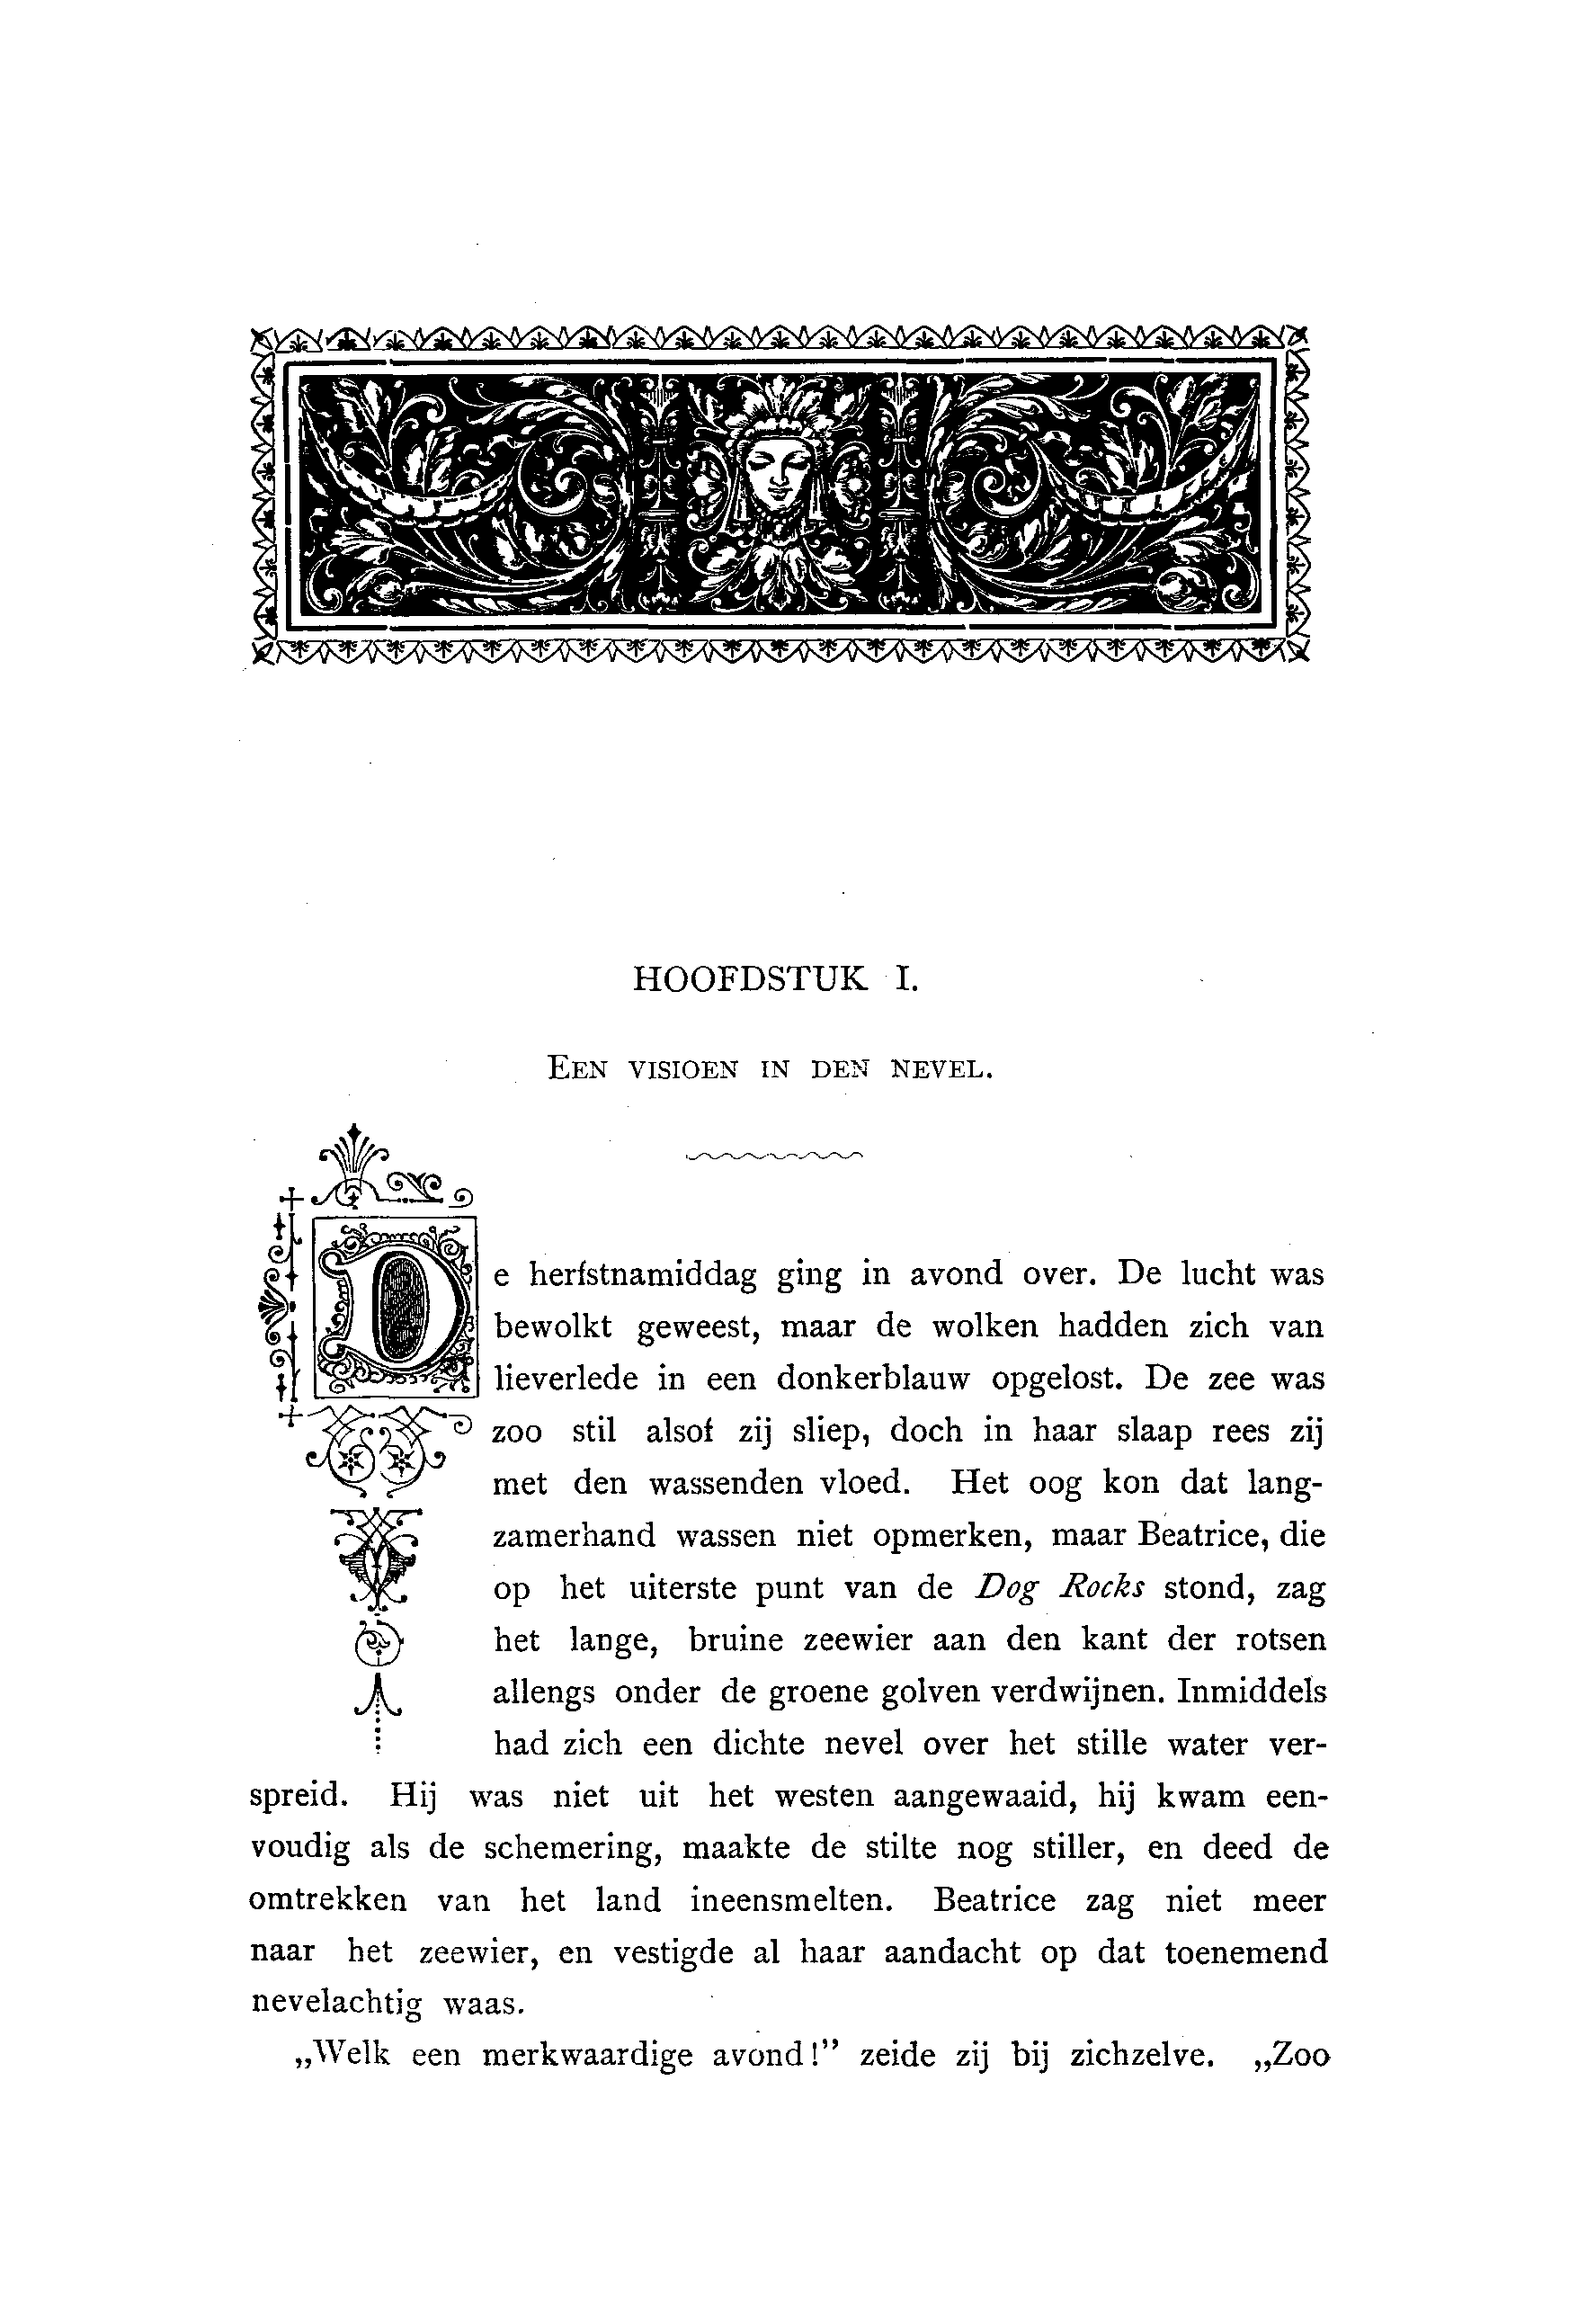 HOOFDSTUK I.
EEN VISIOEN IN DEN NEVEL.
De herfstnamiddag ging in avond over. De lucht was
bewolkt geweest, maar de wolken hadden zich van
lieverlede in een donkerblauw opgelost. De zee was
zoo stil alsof zij sliep, doch in haar slaap rees zij
met den wassenden vloed. Het oog kon dat lang-
zamerhand wassen niet opmerken, maar Beatrice, die
op het uiterste punt van de Dog Rocks stond, zag
het lange, bruine zeewier aan den kant der rotsen
allengs onder de groene golven verdwijnen. Inmiddels
had zich een dichte nevel over het stille water ver-
spreid. Hij was niet uit het westen aangewaaid, hij kwam een-
voudig als de schemering, maakte de stilte nog stiller, en deed de
omtrekken van het land ineensmelten. Beatrice zag niet meer
naar het zeewier, en vestigde al haar aandacht op dat toenemend
nevelachtig waas.
„Welk een merkwaardige avond!” zeide zij bij zichzelve. „Zoo